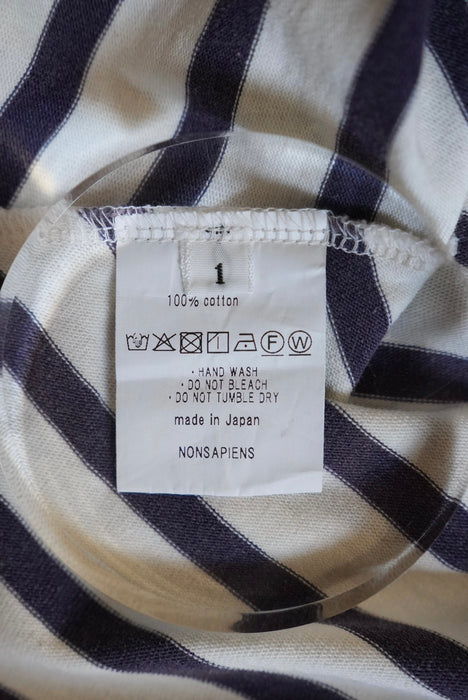 1
100% cotton
F W
· HAND WASH
· DO NOT BLEACH
· DO NOT TUMBLE DRY
made in Japan
NONSAPIENS